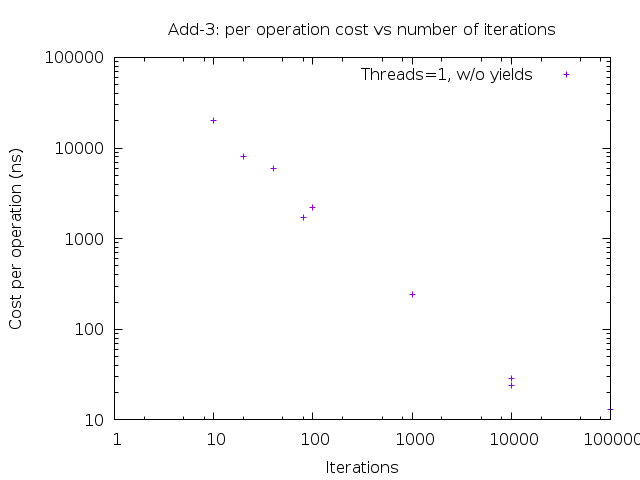 Add-3: per operation cost vs number of iterations
100000
Threads=1, w/o yields
10000
Cost per operation (ns)
1000
100
10
1 10 100 1000 10000 100000
Iterations